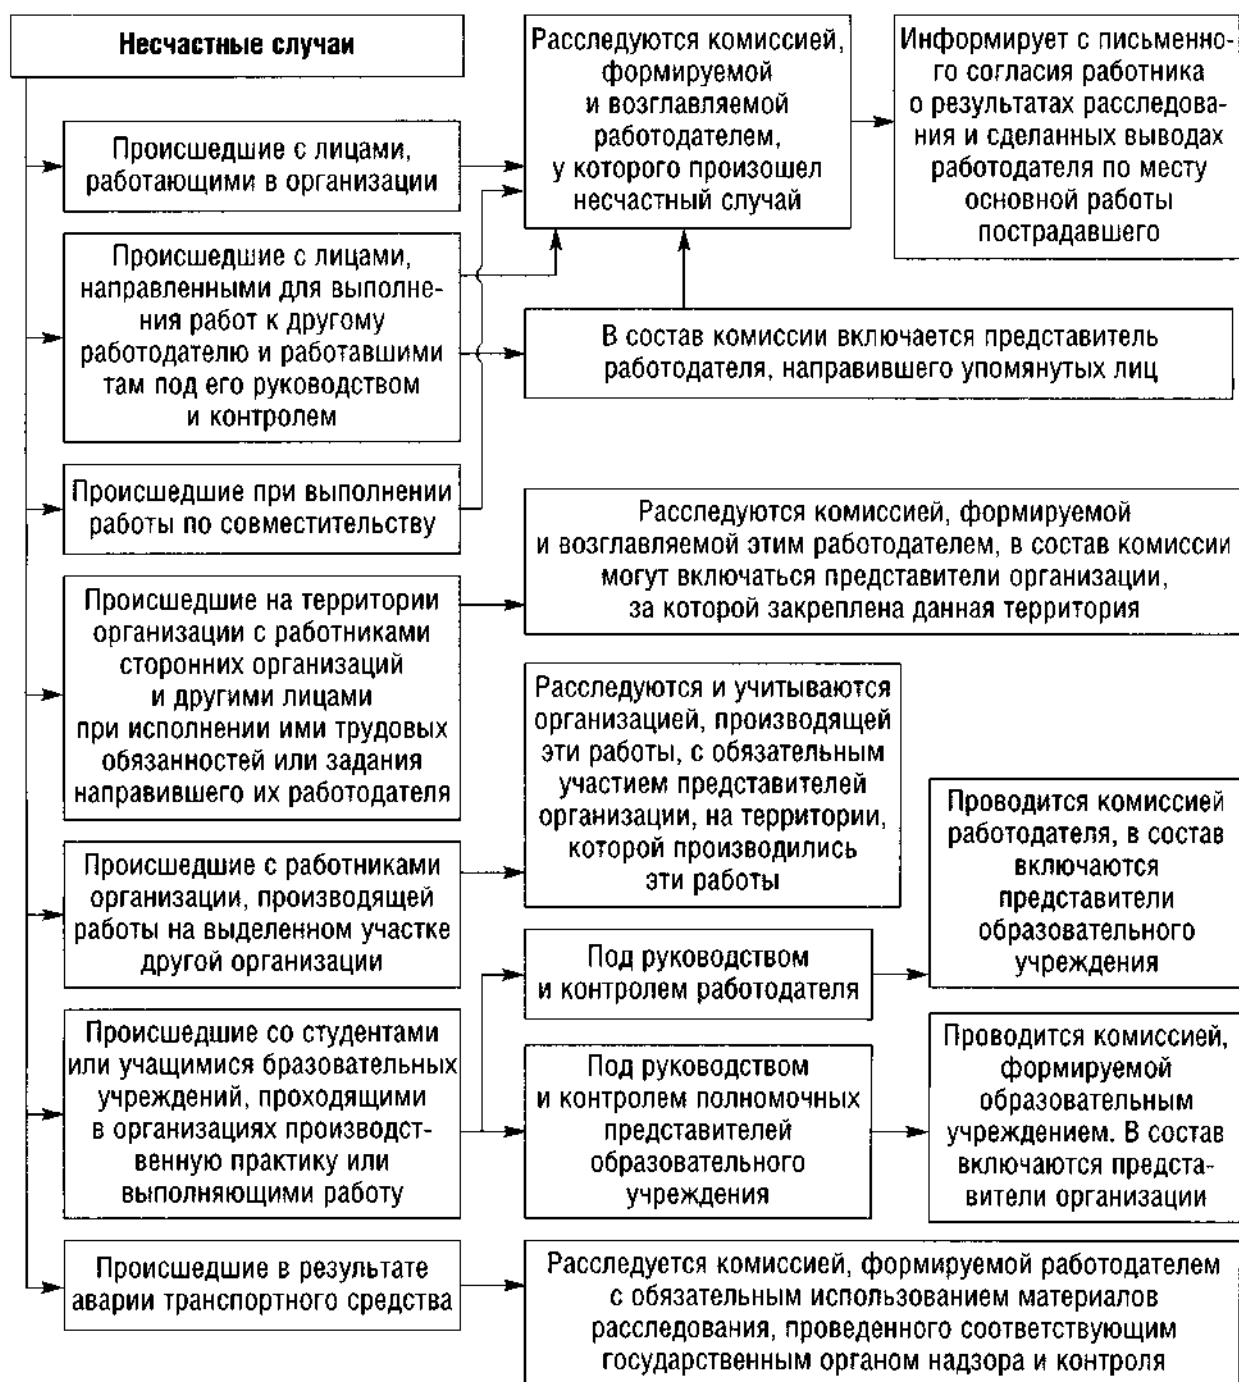 Несчастные случаи
Происшедшие с лицами,
работающими в организации
Происшедшие с лицами,
направленными для выполне-
ния работ к другому
работодателю и работавшими
там под его руководством
и контролем
Происшедшие при выполнении
работы по совместительству
Происшедшие на территории
организации с работниками
сторонних организаций
и другими лицами
при исполнении ими трудовых
обязанностей или задания
направившего их работодателя
Происшедшие с работниками
организации, производящей
работы на выделенном участке
другой организации
Происшедшие со студентами
или учащимися бразовательных
учреждений, проходящими
в организациях производст-
венную практику или
выполняющими работу
Происшедшие в результате
аварии транспортного средства
Расследуются комиссией,
формируемой
и возглавляемой
работодателем,
у которого произошел
несчастный случай
Информирует с письменно-
го согласия работника
о результатах расследова-
ния и сделанных выводах
работодателя по месту
основной работы
пострадавшего
В состав комиссии включается представитель
работодателя, направившего упомянутых лиц
Расследуются комиссией, формируемой
и возглавляемой этим работодателем, в состав комиссии
могут включаться представители организации,
за которой закреплена данная территория
Расследуются и учитываются
организацией, производящей
эти работы, с обязательным
участием представителей
организации, на территории,
которой производились
эти работы
Под руководством
и контролем работодателя
Проводится комиссией
работодателя, в состав
включаются
представители
образовательного
учреждения
Под руководством
и контролем полномочных
представителей
образовательного
учреждения
Проводится комиссией,
формируемой
образовательным
учреждением. В состав
включаются предста-
вители организации
Расследуется комиссией, формируемой работодателем
с обязательным использованием материалов
расследования, проведенного соответствующим
государственным органом надзора и контроля